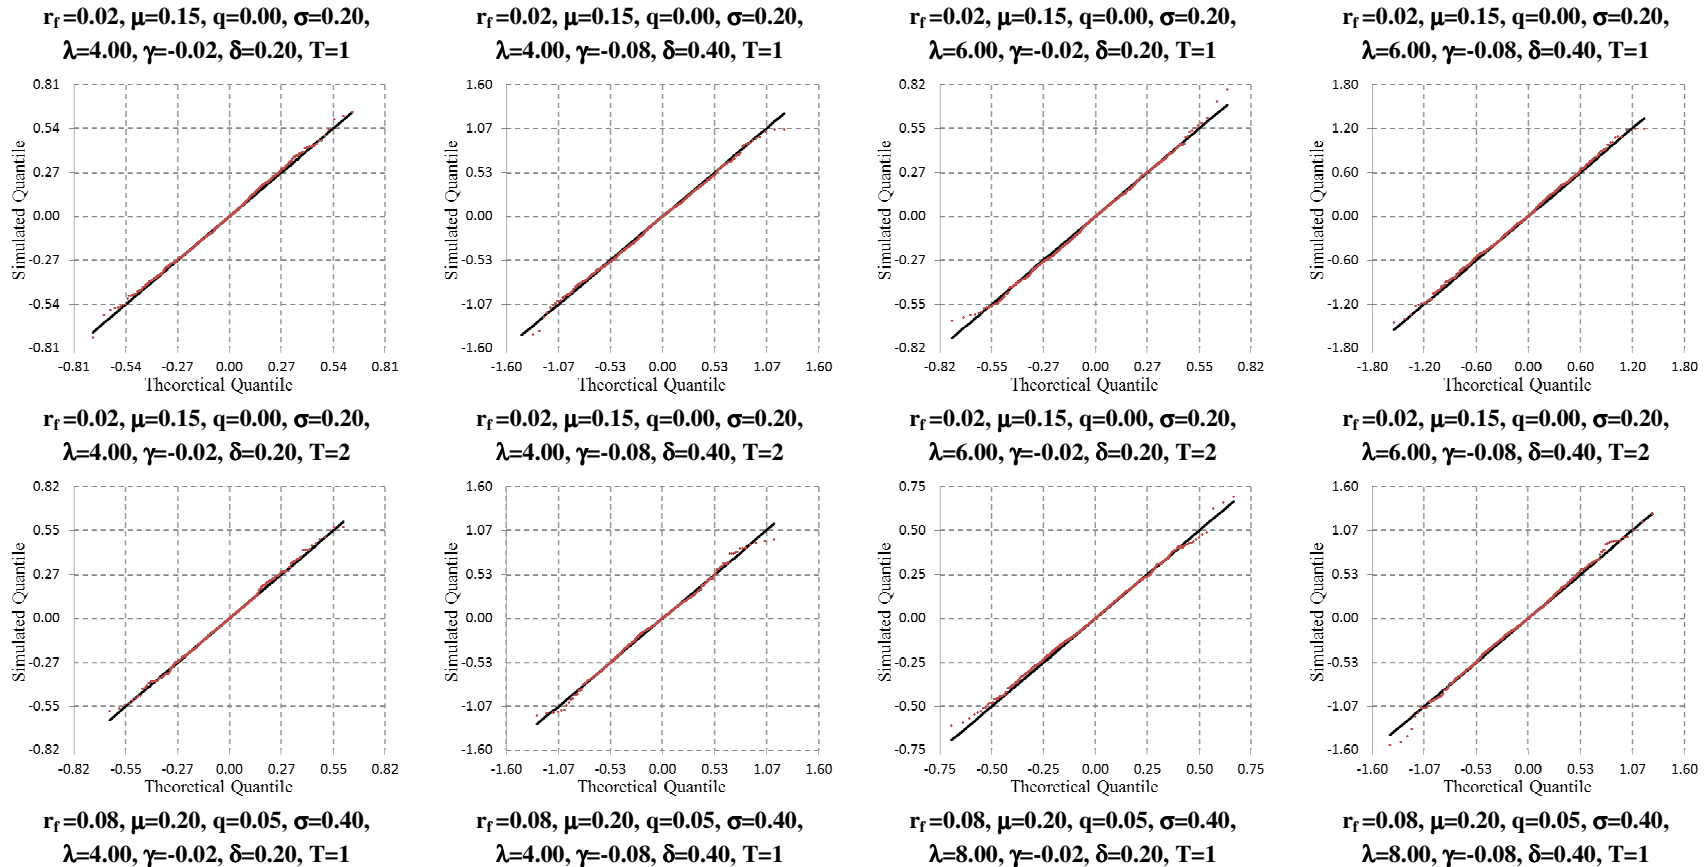 r_f=0.02, μ=0.15, q=0.00, σ=0.20,
λ=4.00, γ=-0.02, δ=0.20, T=1
0.81
0.54
0.27
0.00
-0.27
-0.54
-0.81
Simulated Quantile
-0.81 -0.54 -0.27 0.00 0.27 0.54 0.81
Theoretical Quantile
r_f=0.02, μ=0.15, q=0.00, σ=0.20,
λ=4.00, γ=-0.08, δ=0.40, T=1
1.60
1.07
0.53
0.00
-0.53
-1.07
-1.60
Simulated Quantile
-1.60 -1.07 -0.53 0.00 0.53 1.07 1.60
Theoretical Quantile
r_f=0.02, μ=0.15, q=0.00, σ=0.20,
λ=6.00, γ=-0.02, δ=0.20, T=1
0.82
0.55
0.27
0.00
-0.27
-0.55
-0.82
Simulated Quantile
-0.82 -0.55 -0.27 0.00 0.27 0.55 0.82
Theoretical Quantile
r_f=0.02, μ=0.15, q=0.00, σ=0.20,
λ=6.00, γ=-0.08, δ=0.40, T=1
1.80
1.20
0.60
0.00
-0.60
-1.20
-1.80
Simulated Quantile
-1.80 -1.20 -0.60 0.00 0.60 1.20 1.80
Theoretical Quantile
r_f=0.02, μ=0.15, q=0.00, σ=0.20,
λ=4.00, γ=-0.02, δ=0.20, T=2
0.82
0.55
0.27
0.00
-0.27
-0.55
-0.82
Simulated Quantile
-0.82 -0.55 -0.27 0.00 0.27 0.55 0.82
Theoretical Quantile
r_f=0.02, μ=0.15, q=0.00, σ=0.20,
λ=4.00, γ=-0.08, δ=0.40, T=2
1.60
1.07
0.53
0.00
-0.53
-1.07
-1.60
Simulated Quantile
-1.60 -1.07 -0.53 0.00 0.53 1.07 1.60
Theoretical Quantile
r_f=0.02, μ=0.15, q=0.00, σ=0.20,
λ=6.00, γ=-0.02, δ=0.20, T=2
0.75
0.50
0.25
0.00
-0.25
-0.50
-0.75
Simulated Quantile
-0.75 -0.50 -0.25 0.00 0.25 0.50 0.75
Theoretical Quantile
r_f=0.02, μ=0.15, q=0.00, σ=0.20,
λ=6.00, γ=-0.08, δ=0.40, T=2
1.60
1.07
0.53
0.00
-0.53
-1.07
-1.60
Simulated Quantile
-1.60 -1.07 -0.53 0.00 0.53 1.07 1.60
Theoretical Quantile
r_f=0.08, μ=0.20, q=0.05, σ=0.40,
λ=4.00, γ=-0.02, δ=0.20, T=1
r_f=0.08, μ=0.20, q=0.05, σ=0.40,
λ=4.00, γ=-0.08, δ=0.40, T=1
r_f=0.08, μ=0.20, q=0.05, σ=0.40,
λ=8.00, γ=-0.02, δ=0.20, T=1
r_f=0.08, μ=0.20, q=0.05, σ=0.40,
λ=8.00, γ=-0.08, δ=0.40, T=1